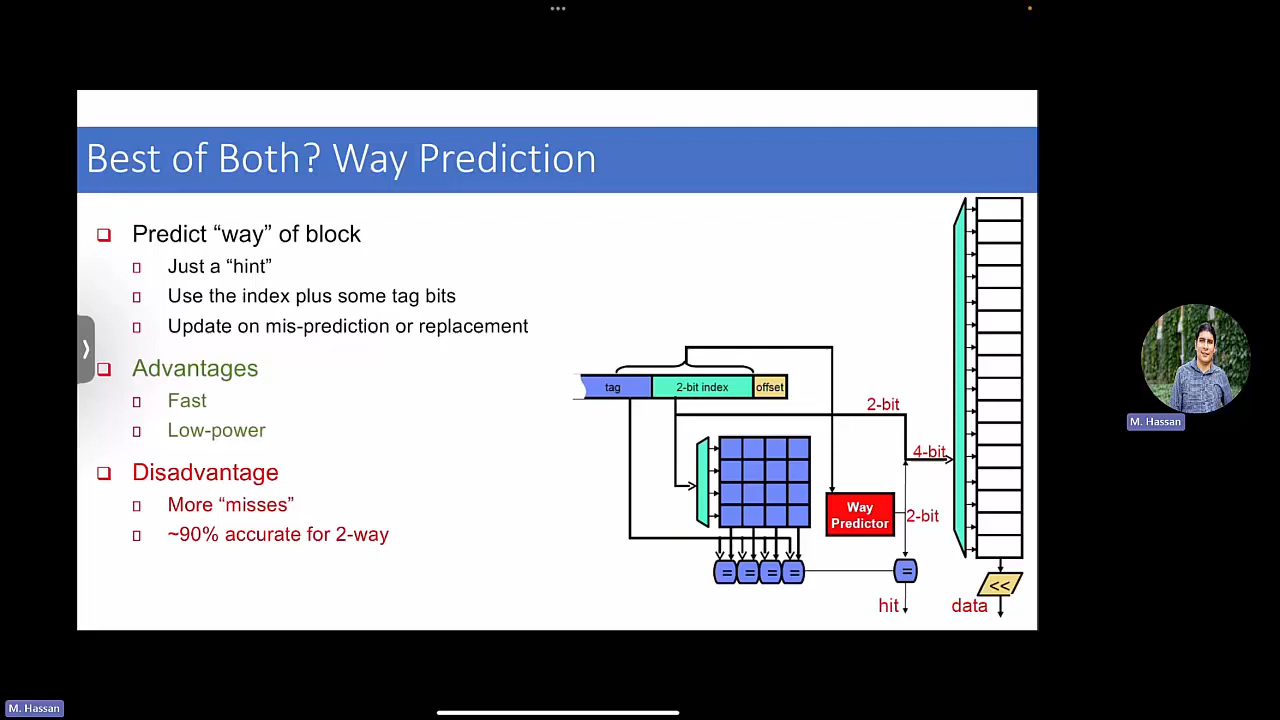 Best of Both? Way Prediction
Predict “way” of block
Just a “hint”
Use the index plus some tag bits
Update on mis-prediction or replacement
Advantages
Fast
Low-power
Disadvantage
More “misses”
~90% accurate for 2-way
tag
2-bit index
offset
2-bit
4-bit
Way
Predictor
2-bit
=
=
=
=
=
hit
data
<<
M. Hassan
M. Hassan